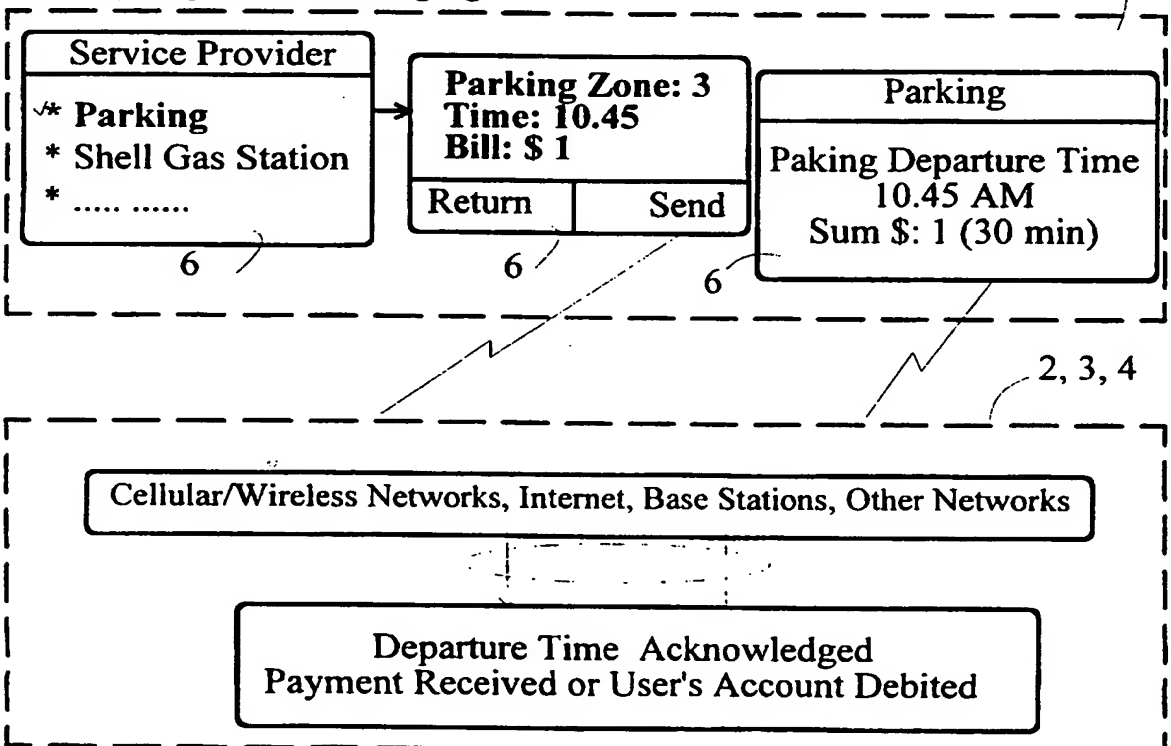 Service Provider
* Parking
* Shell Gas Station
* ..... ......
6
Parking Zone: 3
Time: 10.45
Bill: $ 1
Return Send
6
Parking
Paking Departure Time
10.45 AM
Sum $: 1 (30 min)
6
2, 3, 4
Cellular/Wireless Networks, Internet, Base Stations, Other Networks
Departure Time Acknowledged
Payment Received or User's Account Debited